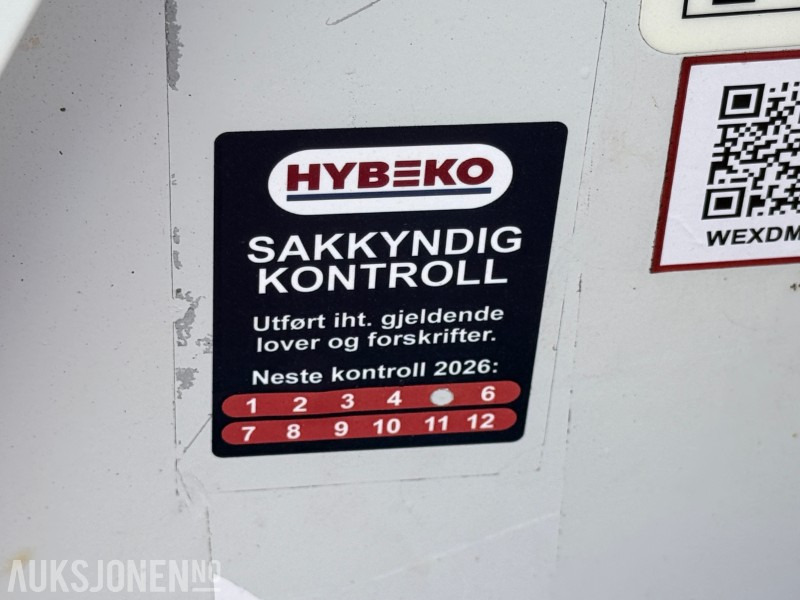 HYBEKO
SAKKYNDIG
KONTROLL
Utført iht. gjeldende
lover og forskrifter.
Neste kontroll 2026:
1 2 3 4 6
7 8 9 10 11 12
WEXDM
AUKSJONEN.NO